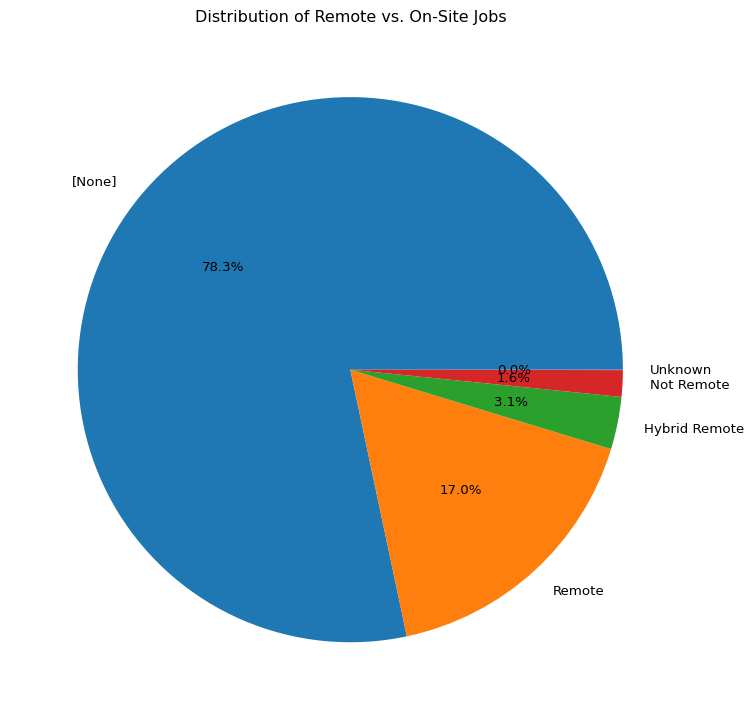 Distribution of Remote vs. On-Site Jobs
[None]
78.3%
0.0%
Unknown
1.6%
Not Remote
3.1%
Hybrid Remote
17.0%
Remote